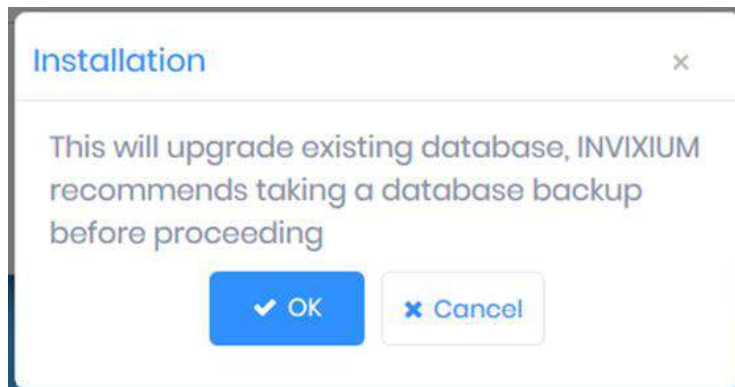 Installation
This will upgrade existing database, INVIXIUM
recommends taking a database backup
before proceeding
OK
Cancel